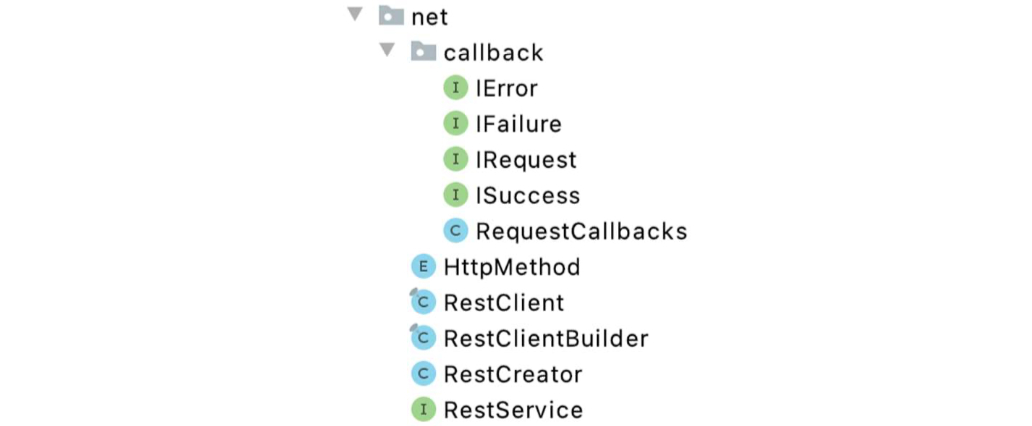 net
callback
I IError
I IFailure
I IRequest
I ISuccess
C RequestCallbacks
E HttpMethod
C RestClient
C RestClientBuilder
C RestCreator
I RestService